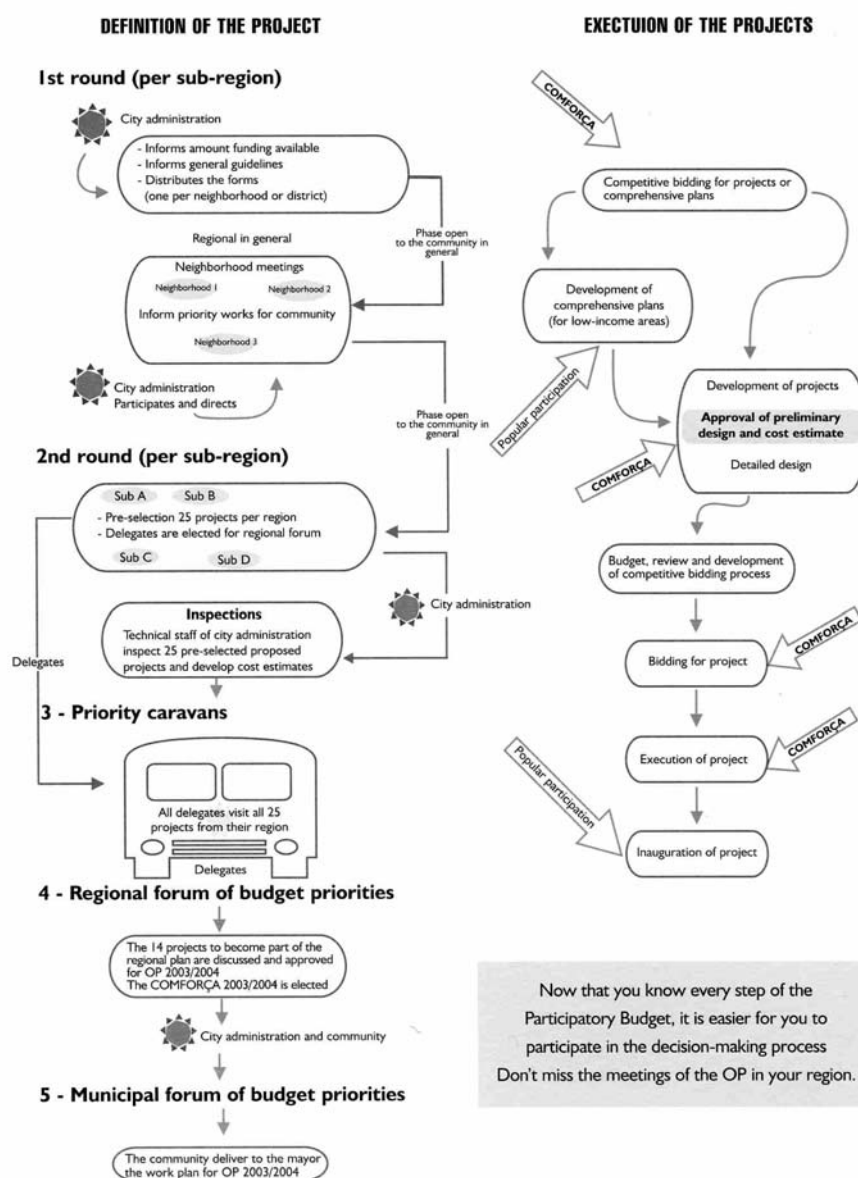 DEFINITION OF THE PROJECT
1st round (per sub-region)
City administration
- Informs amount funding available
- Informs general guidelines
- Distributes the forms
(one per neighborhood or district)
Phase open
to the community in
general
Regional in general
Neighborhood meetings
Neighborhood 1
Neighborhood 2
Inform priority works for community
Neighborhood 3
City administration
Participates and directs
Phase open
to the community in
general
2nd round (per sub-region)
Sub A
Sub B
- Pre-selection 25 projects per region
- Delegates are elected for regional forum
Sub C
Sub D
City administration
Inspections
Technical staff of city administration
inspect 25 pre-selected proposed
projects and develop cost estimates
Delegates
3 - Priority caravans
All delegates visit all 25
projects from their region
Delegates
4 - Regional forum of budget priorities
The 14 projects to become part of the
regional plan are discussed and approved
for OP 2003/2004
The COMFORÇA 2003/2004 is elected
City administration and community
5 - Municipal forum of budget priorities
The community deliver to the mayor
the work plan for OP 2003/2004
EXECTUION OF THE PROJECTS
COMFORÇA
Competitive bidding for projects or
comprehensive plans
Development of
comprehensive plans
(for low-income areas)
Popular participation
Development of projects
Approval of preliminary
design and cost estimate
Detailed design
COMFORÇA
Budget, review and development
of competitive bidding process
Bidding for project
COMFORÇA
Execution of project
COMFORÇA
Popular participation
Inauguration of project
Now that you know every step of the
Participatory Budget, it is easier for you to
participate in the decision-making process
Don't miss the meetings of the OP in your region.